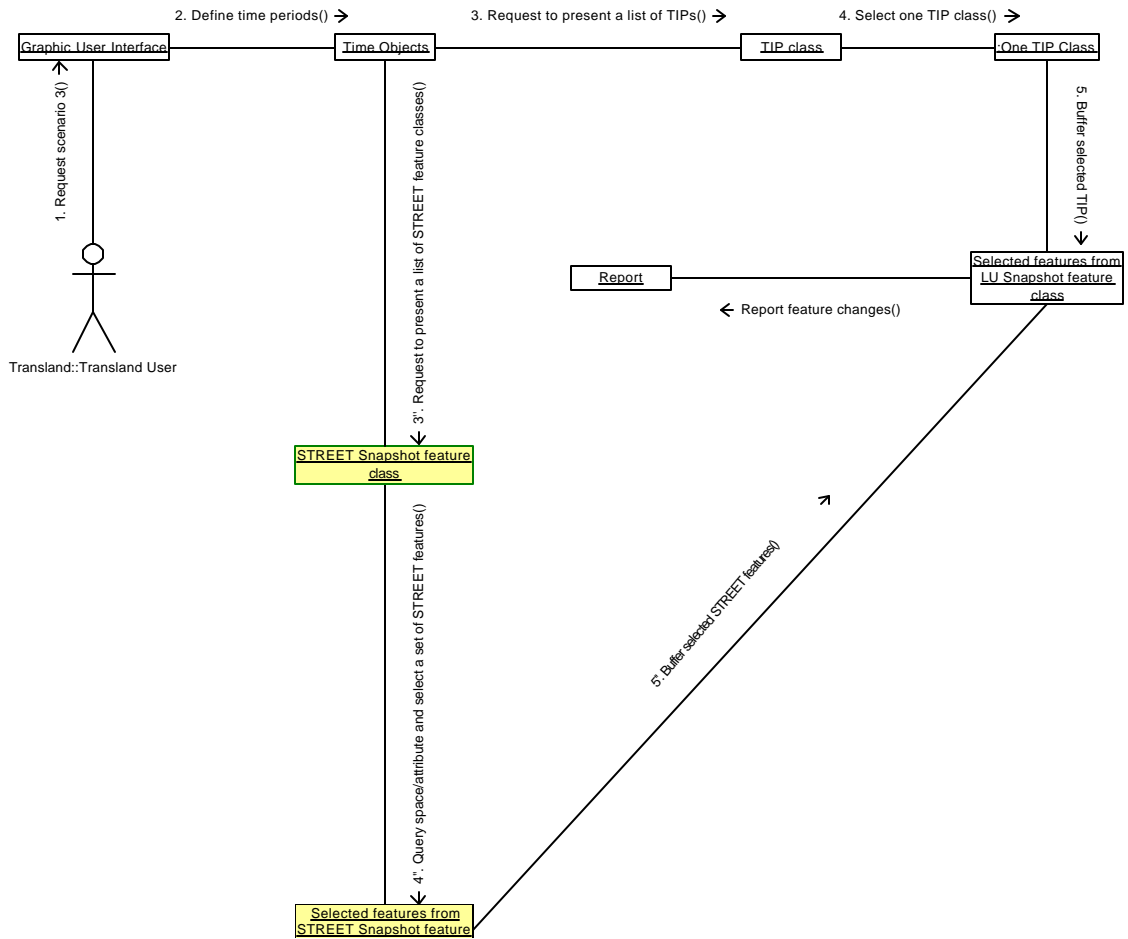 2. Define time periods()
3. Request to present a list of TIPs()
4. Select one TIP class()
Graphic User Interface
Time Objects
TIP class
:One TIP Class
1. Request scenario 3()
3". Request to present a list of STREET feature classes()
5. Buffer selected TIP()
Transland::Transland User
Report
Selected features from
LU Snapshot feature
class
Report feature changes()
STREET Snapshot feature
class
4". Query space/attribute and select a set of STREET features()
5". Buffer selected STREET features()
Selected features from
STREET Snapshot feature